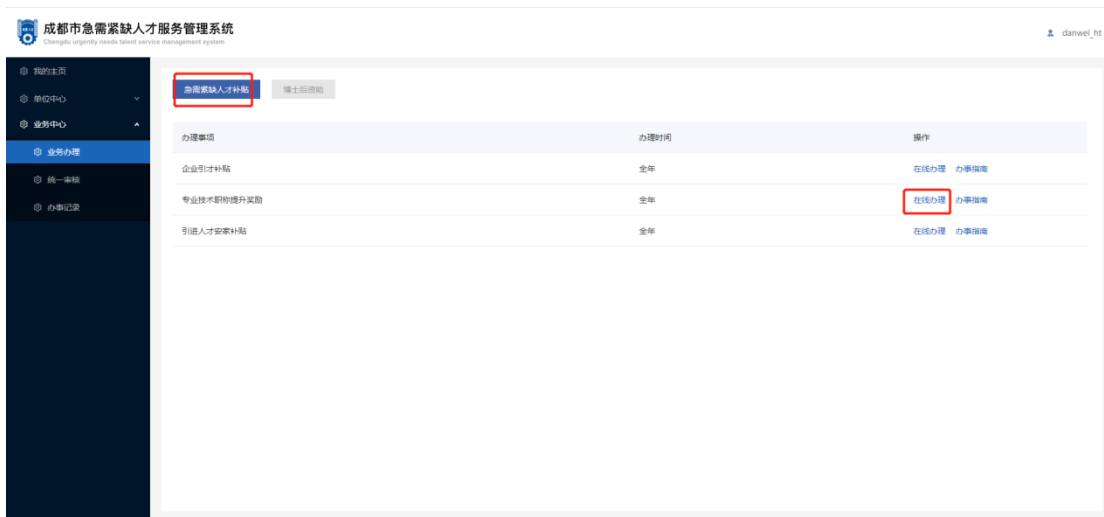 成都市急需紧缺人才服务管理系统
Chengdu urgently needs talent service management system
danwei_ht
我的主页
单位中心
业务中心
业务办理
统一审核
办事记录
急需紧缺人才补贴 博士后资助
办理事项 办理时间 操作
企业引才补贴 全年 在线办理 办事指南
专业技术职称提升奖励 全年 在线办理 办事指南
引进人才安家补贴 全年 在线办理 办事指南